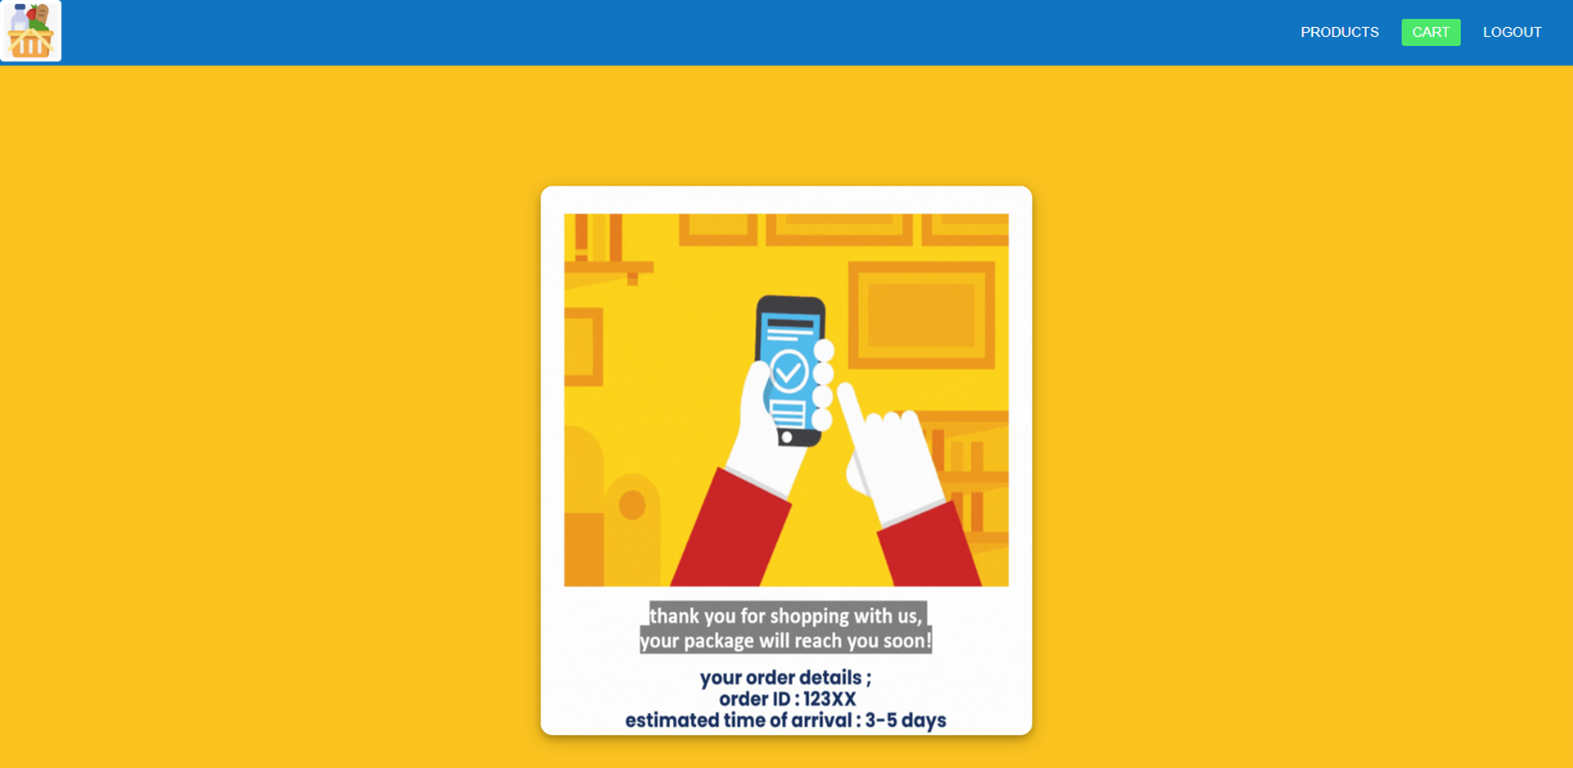 PRODUCTS CART LOGOUT
thank you for shopping with us,
your package will reach you soon!
your order details ;
order ID : 123XX
estimated time of arrival : 3-5 days